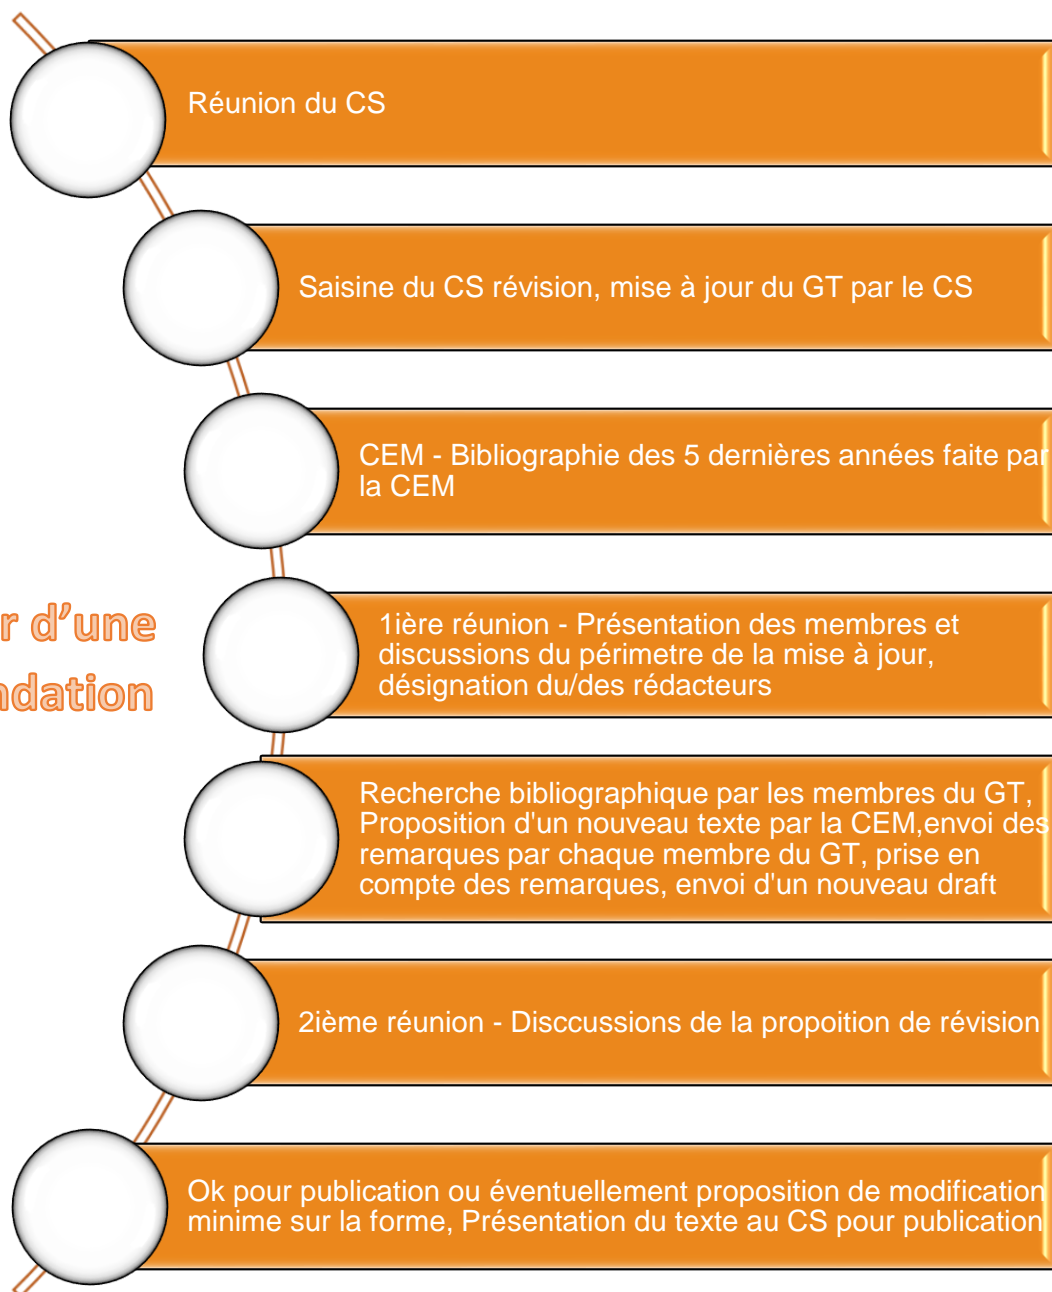 Réunion du CS
Saisine du CS révision, mise à jour du GT par le CS
CEM - Bibliographie des 5 dernières années faite par
la CEM
r d’une
ndation
1ière réunion - Présentation des membres et
discussions du périmetre de la mise à jour,
désignation du/des rédacteurs
Recherche bibliographique par les membres du GT,
Proposition d'un nouveau texte par la CEM,envoi des
remarques par chaque membre du GT, prise en
compte des remarques, envoi d'un nouveau draft
2ième réunion - Disccussions de la propoition de révision
Ok pour publication ou éventuellement proposition de modification
minime sur la forme, Présentation du texte au CS pour publication